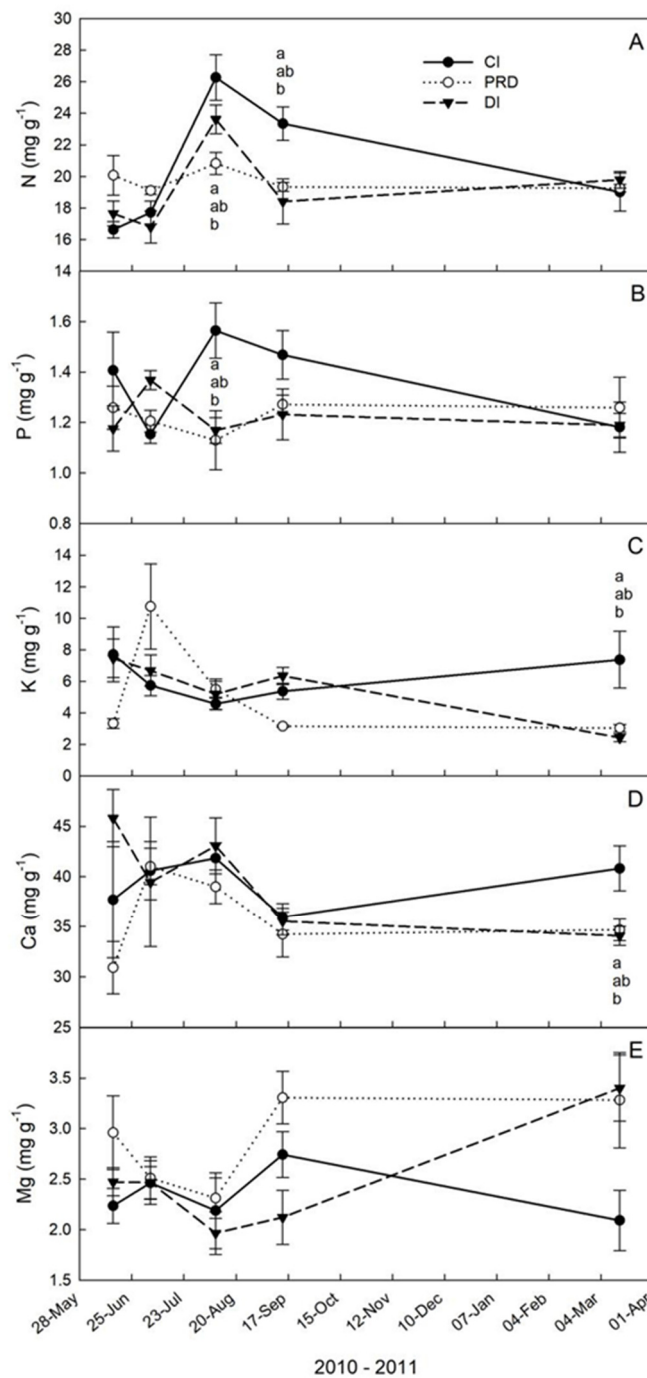 30
28
26
24
22
20
18
16
14
N (mg g⁻¹)
A
CI
PRD
DI
a
ab
b
a
ab
b
1.6
1.4
1.2
1.0
0.8
P (mg g⁻¹)
B
a
ab
b
14
12
10
8
6
4
2
0
K (mg g⁻¹)
C
a
ab
b
45
40
35
30
25
Ca (mg g⁻¹)
D
a
ab
b
3.5
3.0
2.5
2.0
1.5
Mg (mg g⁻¹)
E
28-May
25-Jun
23-Jul
20-Aug
17-Sep
15-Oct
12-Nov
10-Dec
07-Jan
04-Feb
04-Mar
01-Apr
2010 - 2011